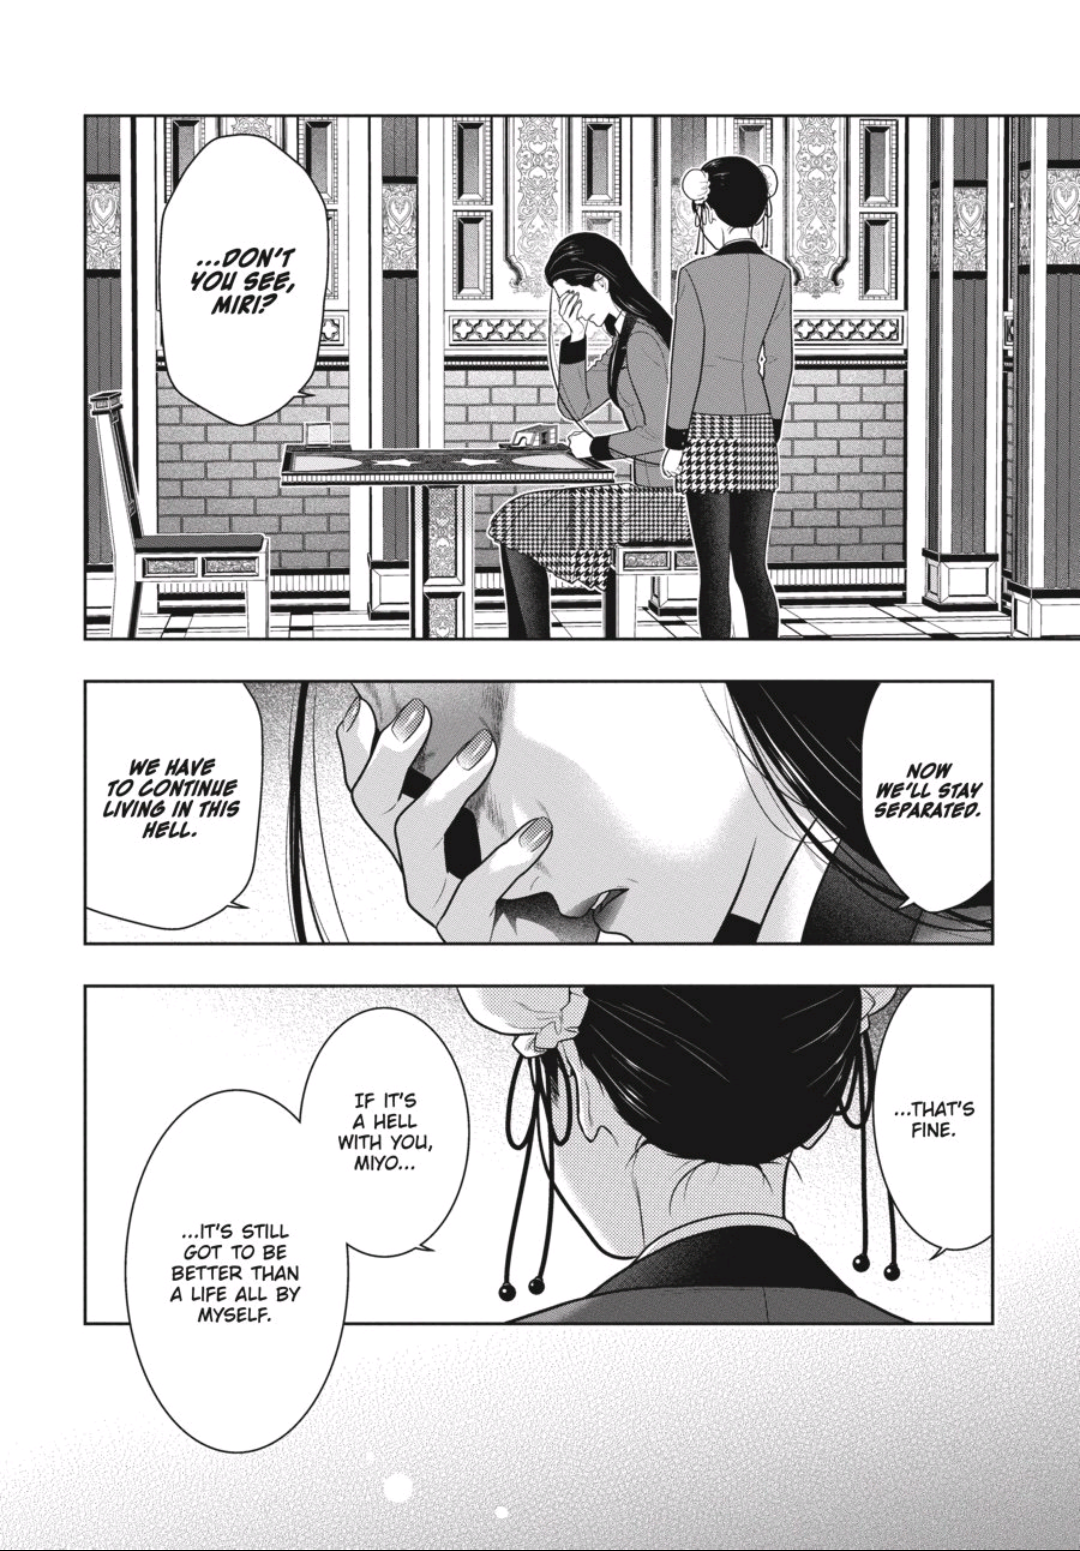 ...DON'T
YOU SEE,
MIRI?
NOW
WE'LL STAY
SEPARATED.
WE HAVE
TO CONTINUE
LIVING IN THIS
HELL.
...THAT'S
FINE.
IF IT'S
A HELL
WITH YOU,
MIYO...
...IT'S STILL
GOT TO BE
BETTER THAN
A LIFE ALL BY
MYSELF.